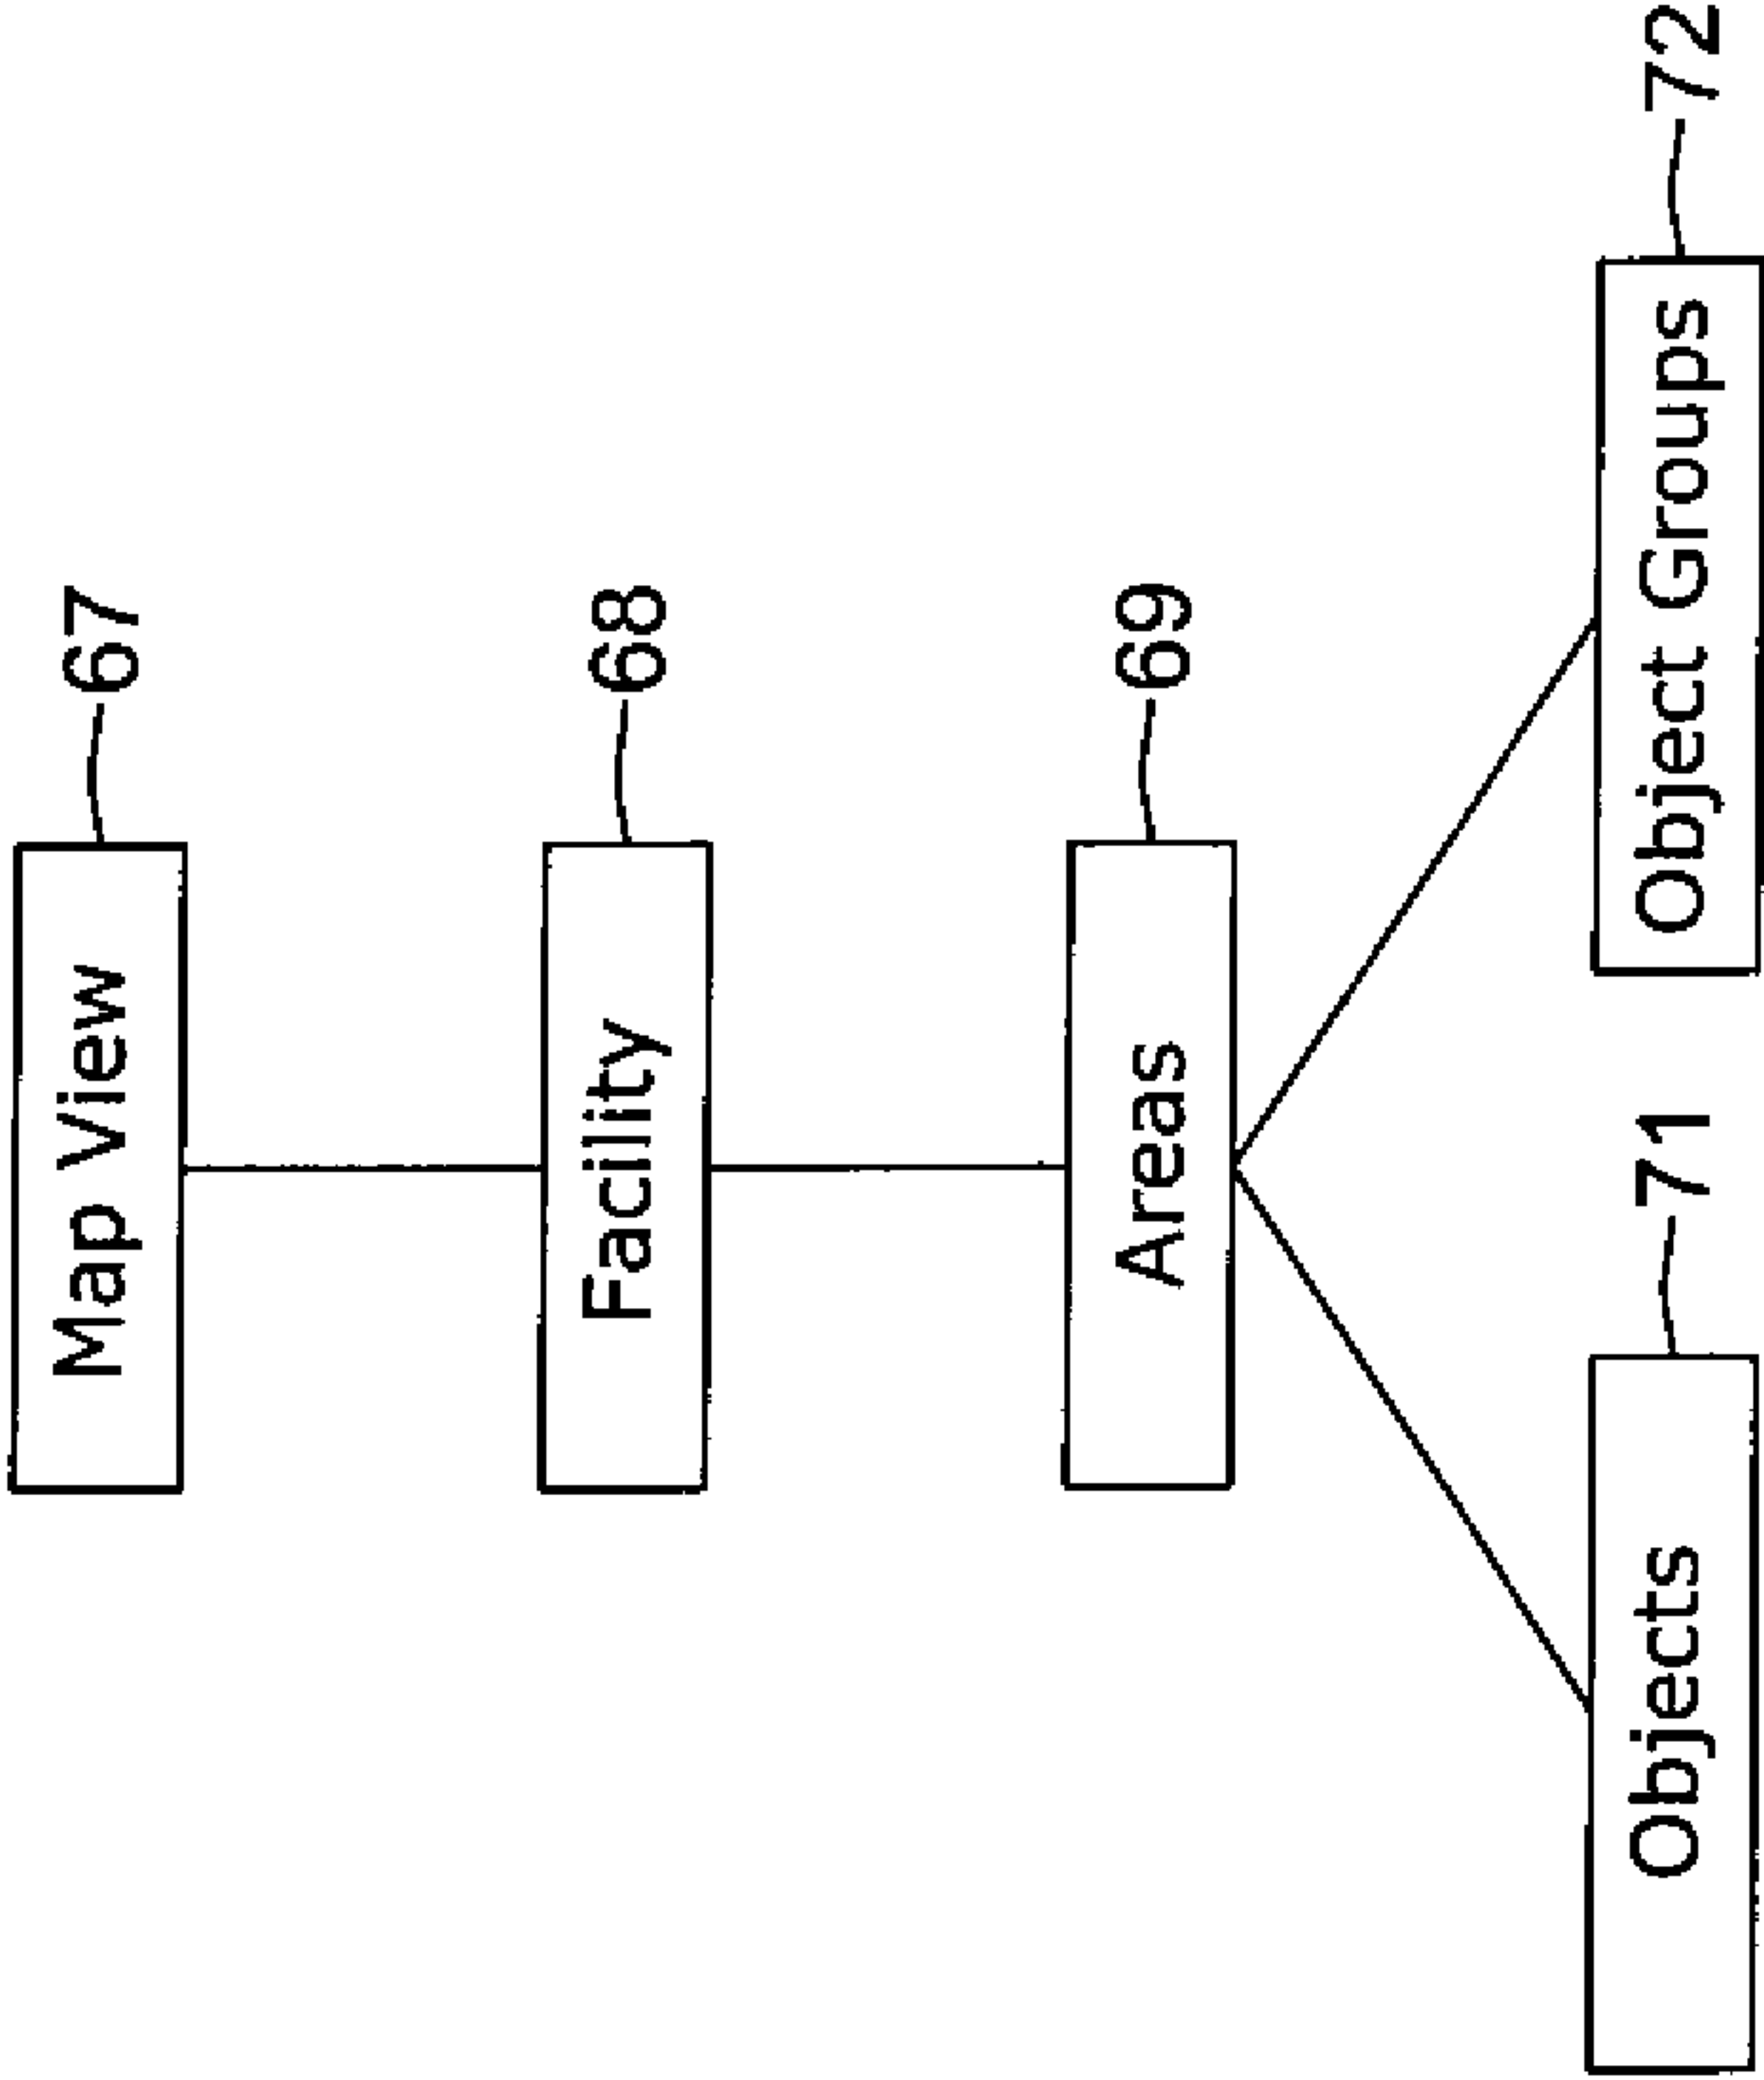 Map View
67
Facility
68
Areas
69
Objects
71
Object Groups
72